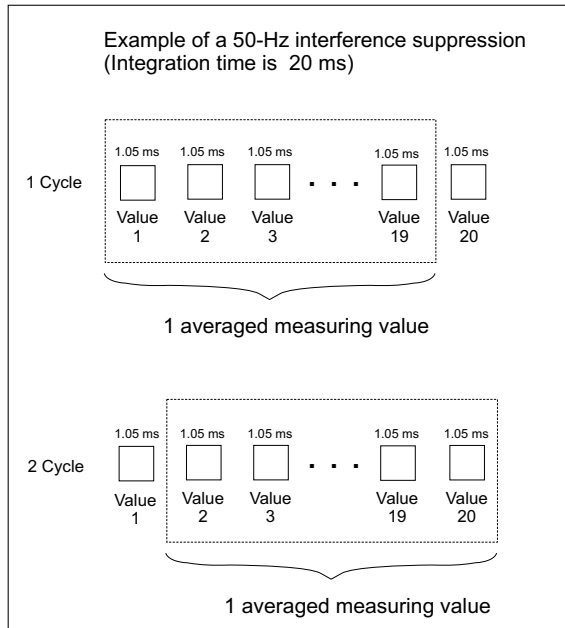 Example of a 50-Hz interference suppression
(Integration time is 20 ms)
1.05 ms 1.05 ms 1.05 ms 1.05 ms 1.05 ms
1 Cycle
. . .
Value Value Value Value Value
1 2 3 19 20
1 averaged measuring value
1.05 ms 1.05 ms 1.05 ms 1.05 ms 1.05 ms
2 Cycle
. . .
Value Value Value Value Value
1 2 3 19 20
1 averaged measuring value